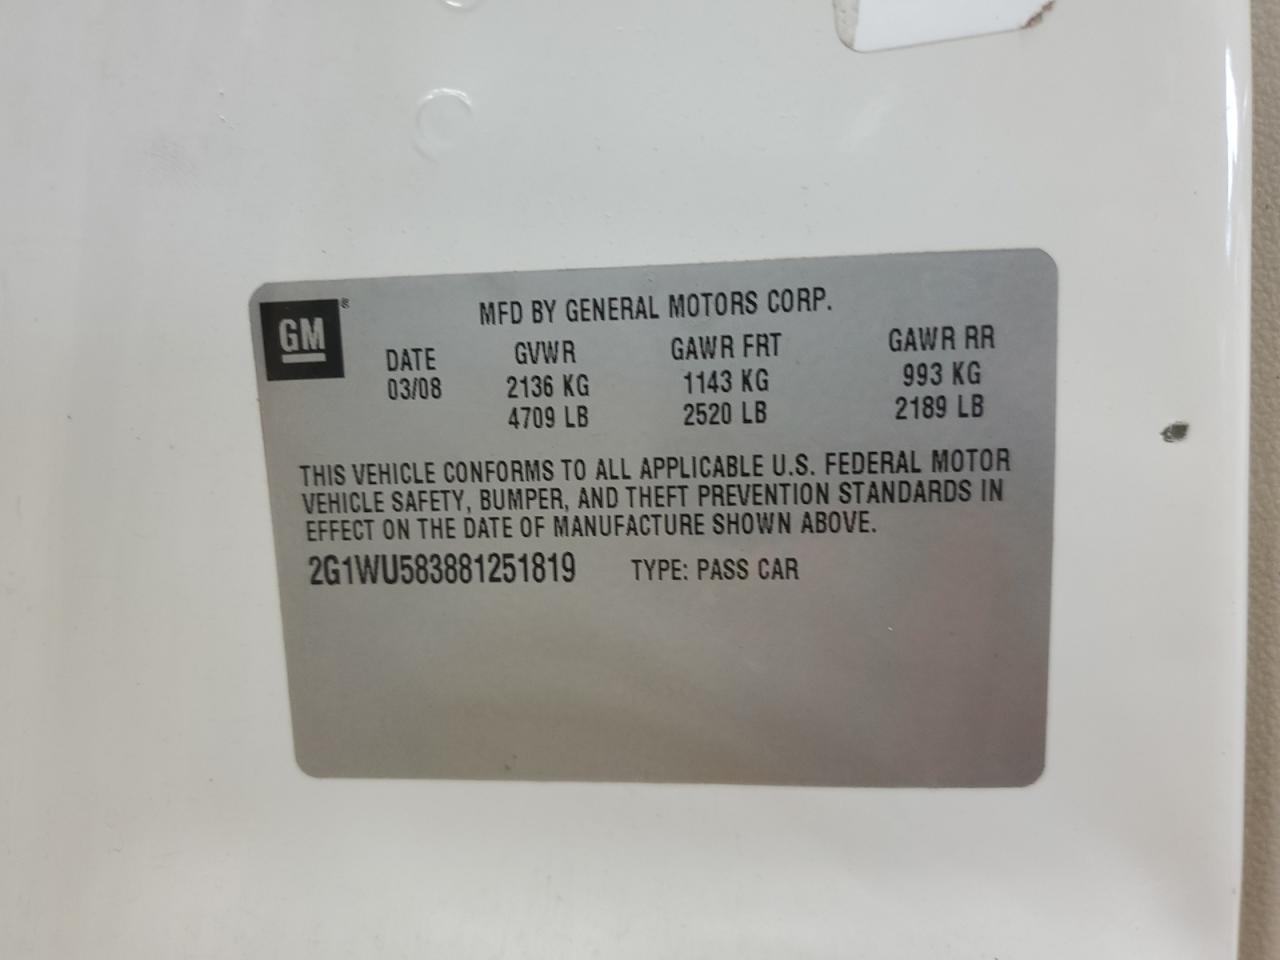 GM®
MFD BY GENERAL MOTORS CORP.
DATE GVWR GAWR FRT GAWR RR
03/08 2136 KG 1143 KG 993 KG
4709 LB 2520 LB 2189 LB
THIS VEHICLE CONFORMS TO ALL APPLICABLE U.S. FEDERAL MOTOR
VEHICLE SAFETY, BUMPER, AND THEFT PREVENTION STANDARDS IN
EFFECT ON THE DATE OF MANUFACTURE SHOWN ABOVE.
2G1WU583881251819 TYPE: PASS CAR